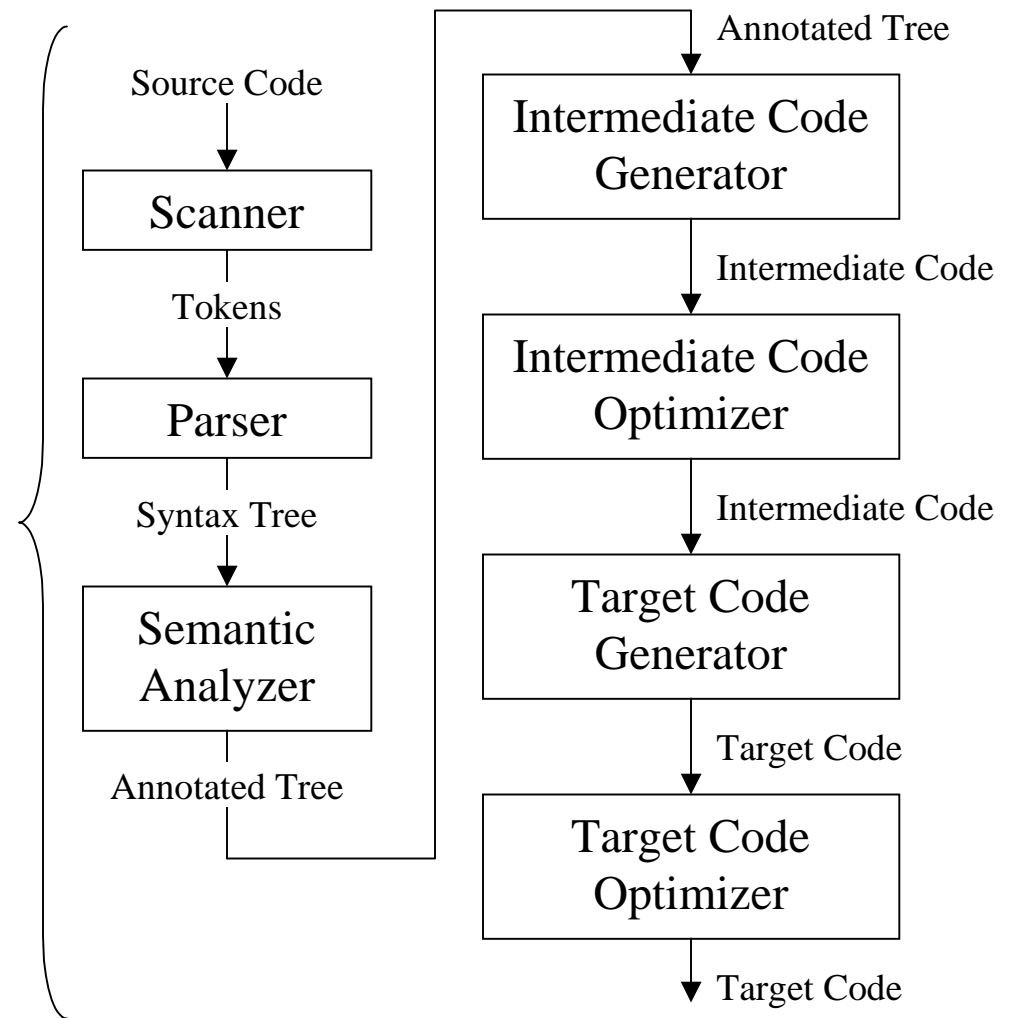 Source Code
Scanner
Tokens
Parser
Syntax Tree
Semantic
Analyzer
Annotated Tree
Annotated Tree
Intermediate Code
Generator
Intermediate Code
Intermediate Code
Optimizer
Intermediate Code
Target Code
Generator
Target Code
Target Code
Optimizer
Target Code